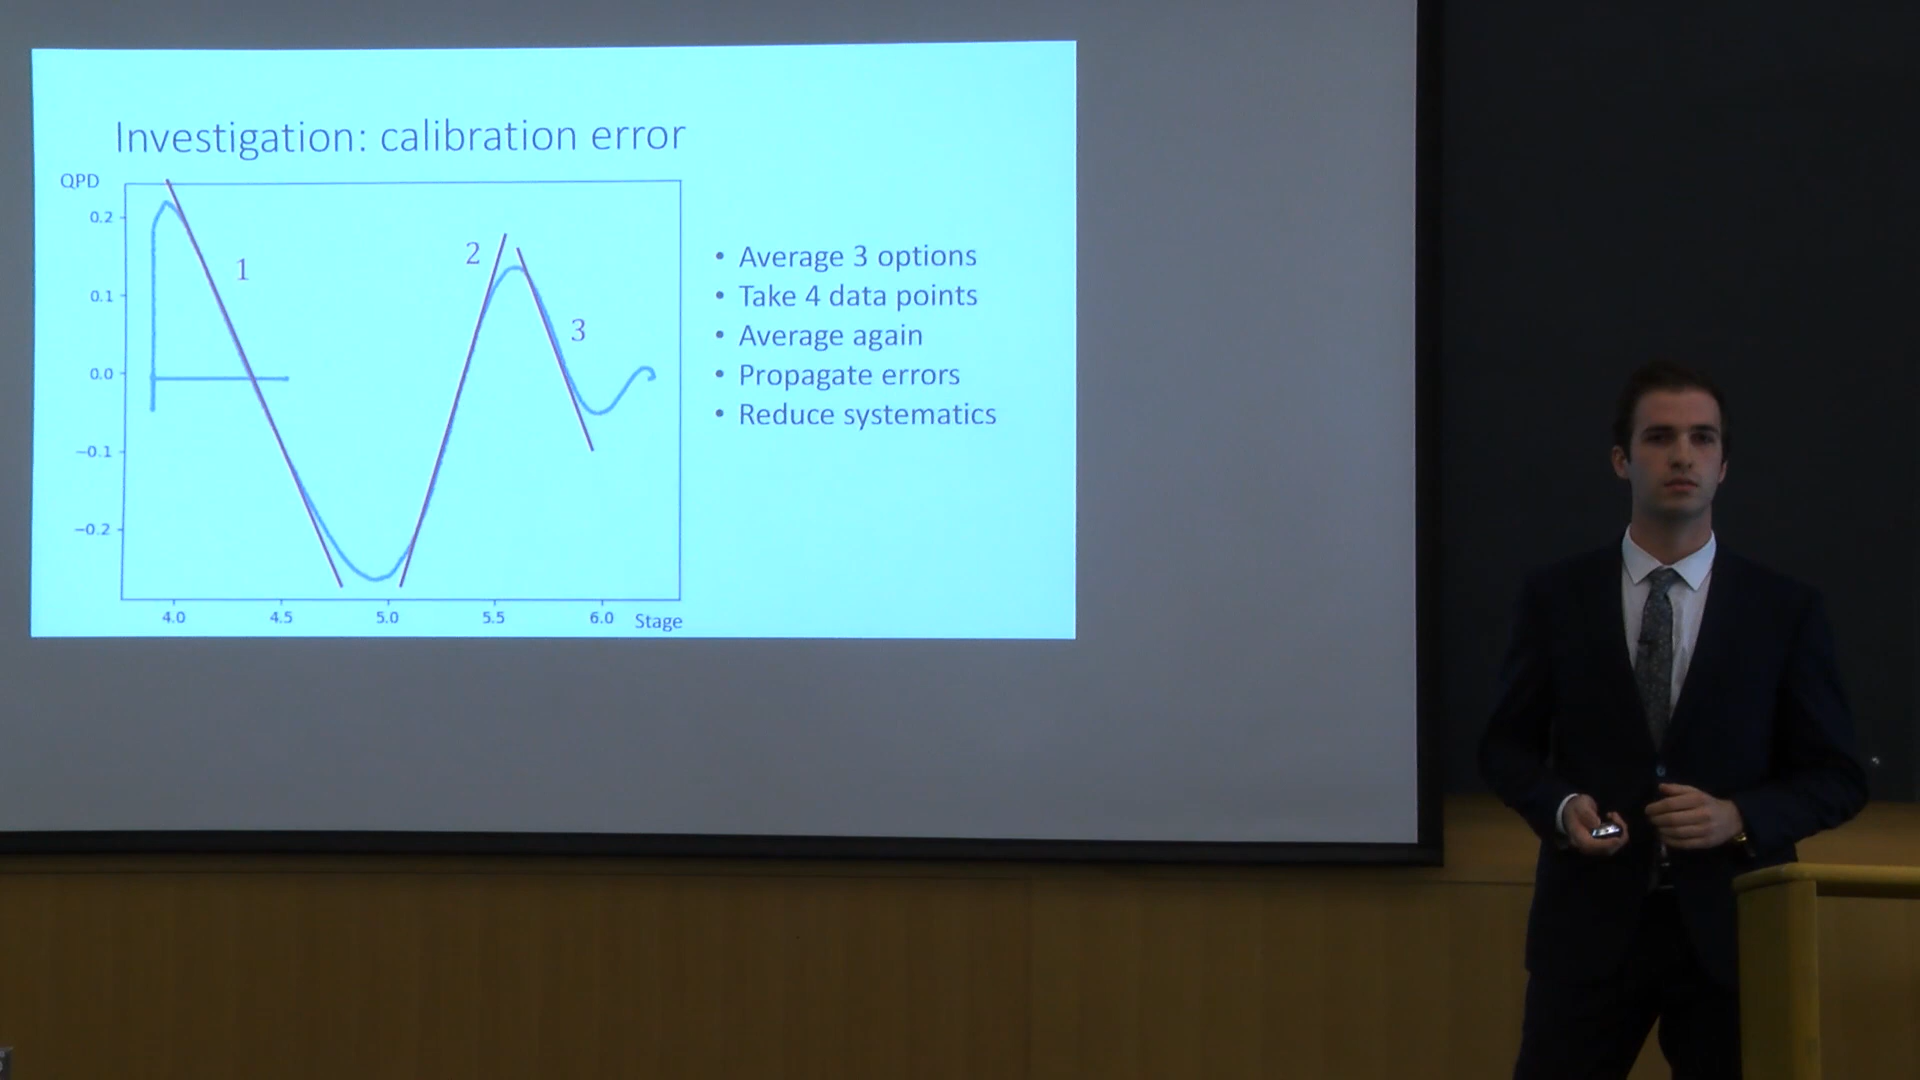 Investigation: calibration error
QPD
0.2
0.1
0.0
−0.1
−0.2
1
2
3
4.0 4.5 5.0 5.5 6.0 Stage
• Average 3 options
• Take 4 data points
• Average again
• Propagate errors
• Reduce systematics